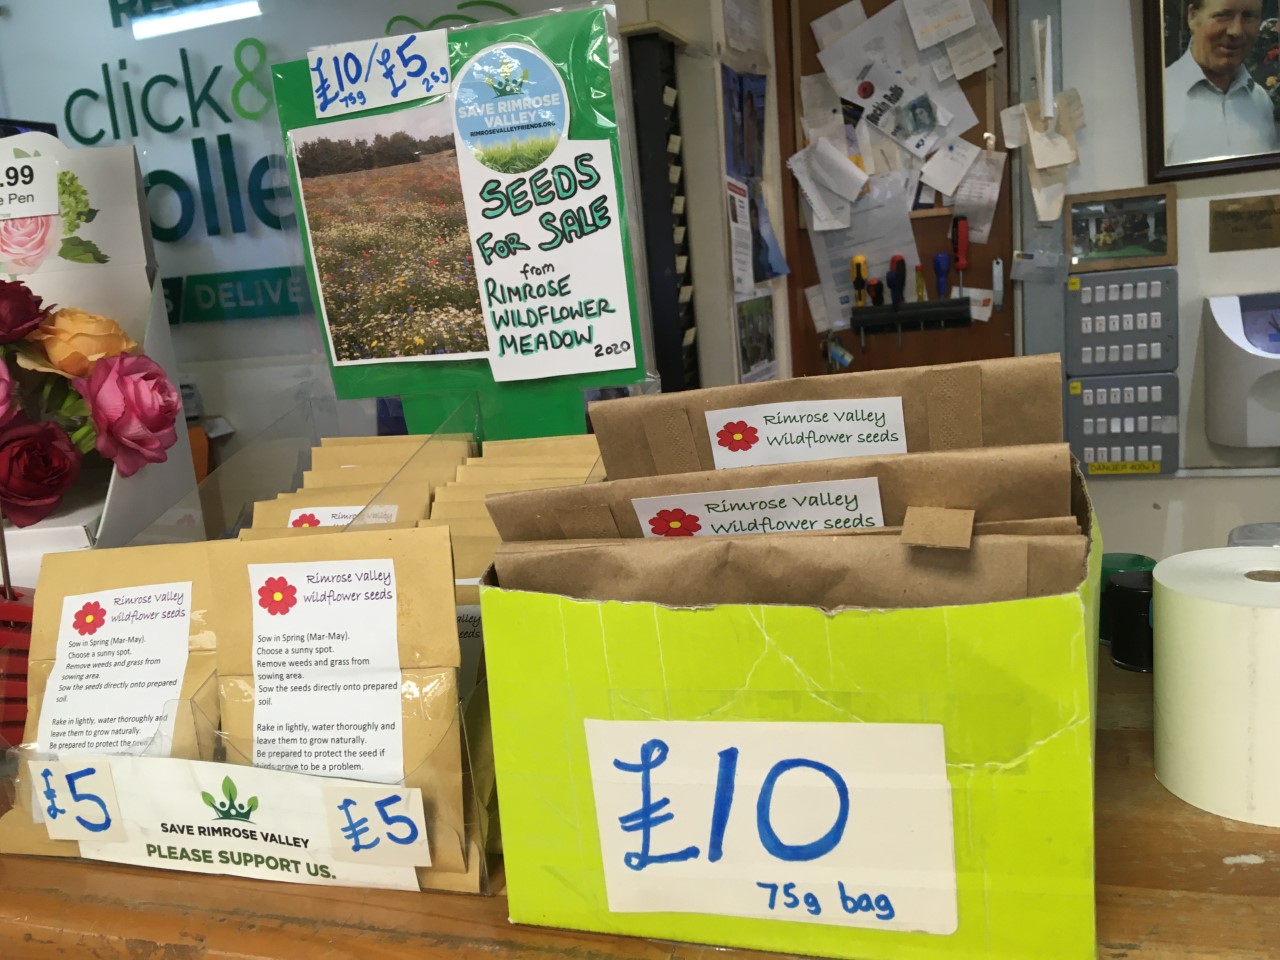 click &
olle
DELIVE
.99
e Pen
£10/£5
75g 25g
SAVE RIMROSE
VALLEY
RIMROSEVALLEYFRIENDS.ORG
SEEDS
FOR SALE
from
RIMROSE
WILDFLOWER
MEADOW
2020
Rimrose Valley
Wildflower seeds
Rimrose Valley
Wildflower seeds
DANGER 400v
Rimrose Valley
Wildflower seeds
Sow in Spring (Mar-May).
Choose a sunny spot.
Remove weeds and grass from
sowing area.
Sow the seeds directly onto prepared
soil.
Rake in lightly, water thoroughly and
leave them to grow naturally.
Be prepared to protect the
Rimrose Valley
Wildflower seeds
Sow in Spring (Mar-May).
Choose a sunny spot.
Remove weeds and grass from
sowing area.
Sow the seeds directly onto prepared
soil.
Rake in lightly, water thoroughly and
leave them to grow naturally.
Be prepared to protect the seed if
birds prove to be a problem.
£5
SAVE RIMROSE VALLEY
PLEASE SUPPORT US.
£5
£10
75g bag